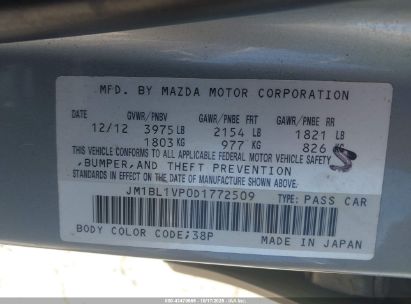 MFD. BY MAZDA MOTOR CORPORATION
DATE GVWR/PNBV GAWR/PNBE FRT GAWR/PNBE RR
12/12 3975 LB 2154 LB 1821 LB
1803 KG 977 KG 826 KG
THIS VEHICLE CONFORMS TO ALL APPLICABLE FEDERAL MOTOR VEHICLE SAFETY
,BUMPER,AND THEFT PREVENTION
STANDARDS IN EFFECT ON THE DATE OF MANUFACTURE SHOWN ABOVE.
JM1BL1VP0D1772509 TYPE: PASS CAR
BODY COLOR CODE;38P MADE IN JAPAN